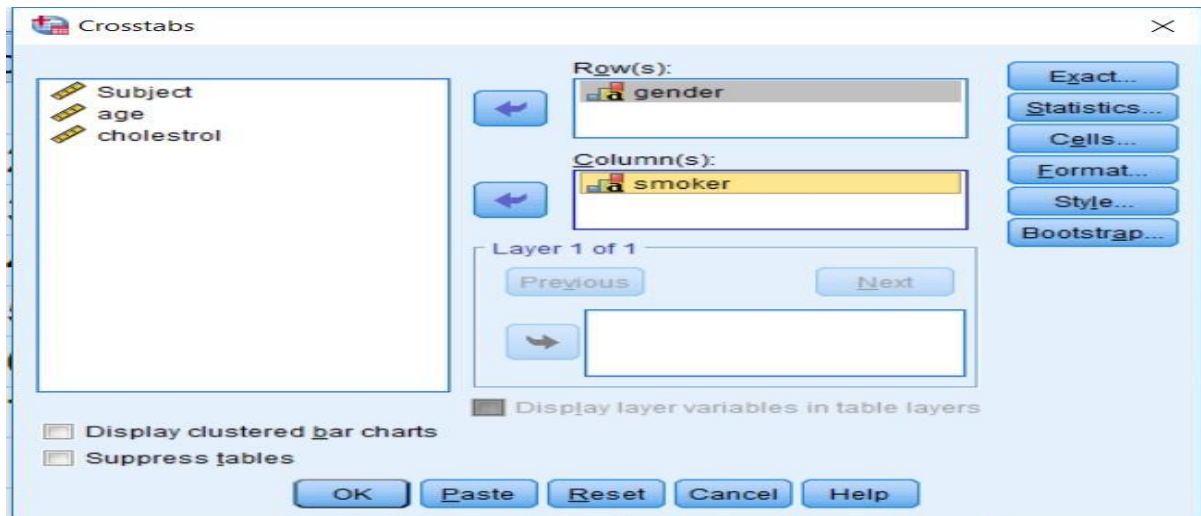 Crosstabs
Subject
age
cholestrol
Row(s):
gender
Column(s):
smoker
Layer 1 of 1
Previous
Next
Display layer variables in table layers
Exact...
Statistics...
Cells...
Format...
Style...
Bootstrap...
Display clustered bar charts
Suppress tables
OK
Paste
Reset
Cancel
Help